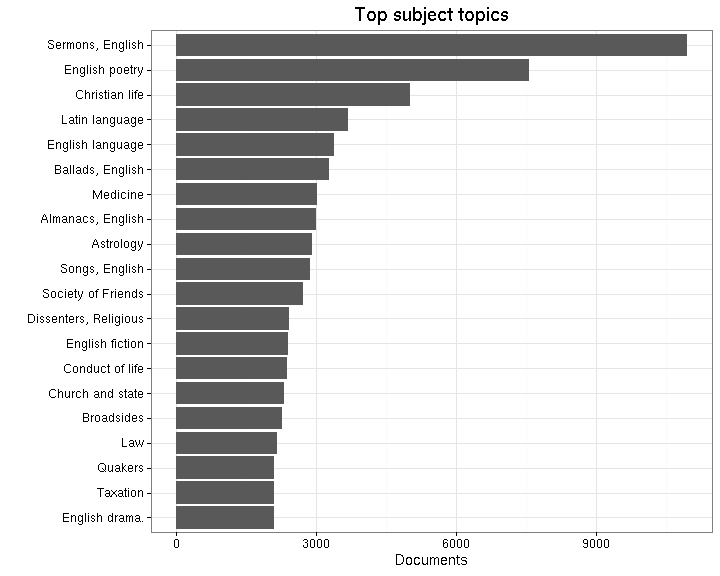 Top subject topics
Sermons, English
English poetry
Christian life
Latin language
English language
Ballads, English
Medicine
Almanacs, English
Astrology
Songs, English
Society of Friends
Dissenters, Religious
English fiction
Conduct of life
Church and state
Broadsides
Law
Quakers
Taxation
English drama.
0 3000 6000 9000
Documents